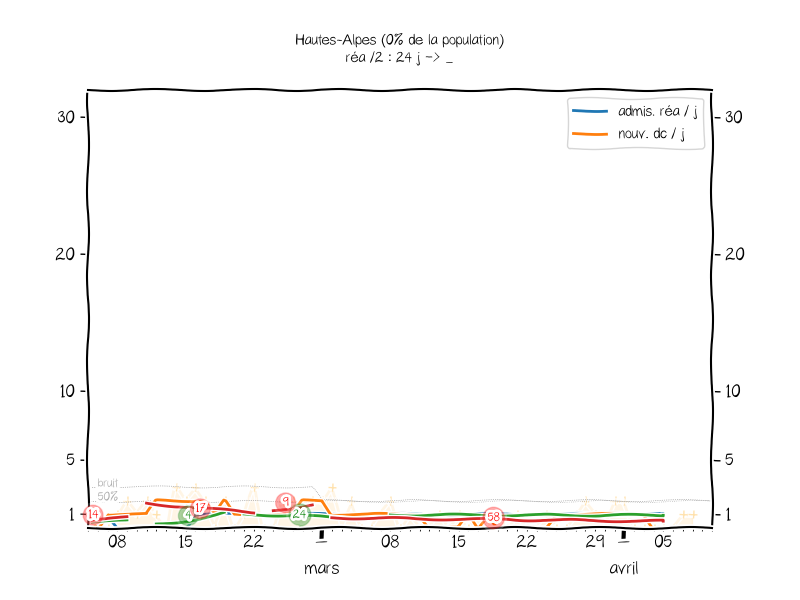 Hautes-Alpes (0% de la population)
réa /2 : 24 j -> _
admis. réa / j
nouv. dc / j
30 30
20 20
10 10
5 5
1 1
bruit
50%
14 4 17 9 24 58
08 15 22 _ 08 15 22 29 _ 05
mars avril